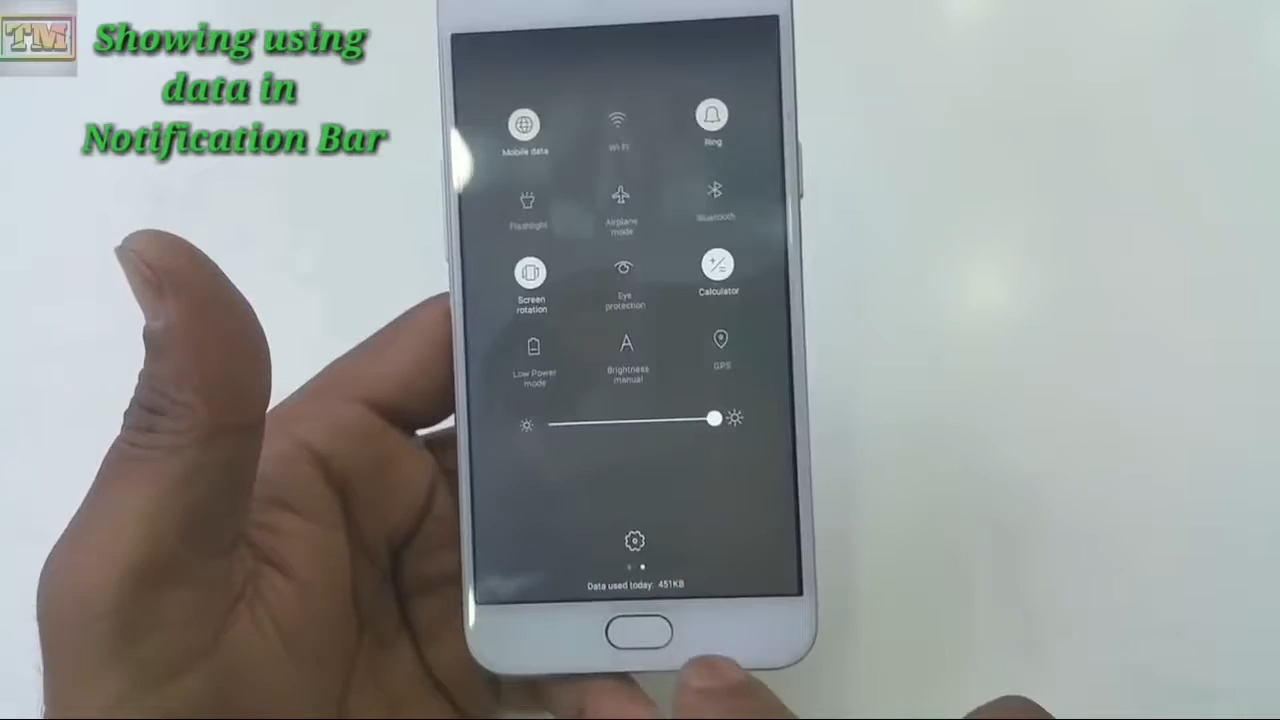 TM
Showing using
data in
Notification Bar
Mobile data
Wi Fi
Ring
Flashlight
Airplane
mode
Bluetooth
Screen
rotation
Eye
protection
Calculator
Low Power
mode
A
Brightness
manual
GPS
Data used today: 451KB